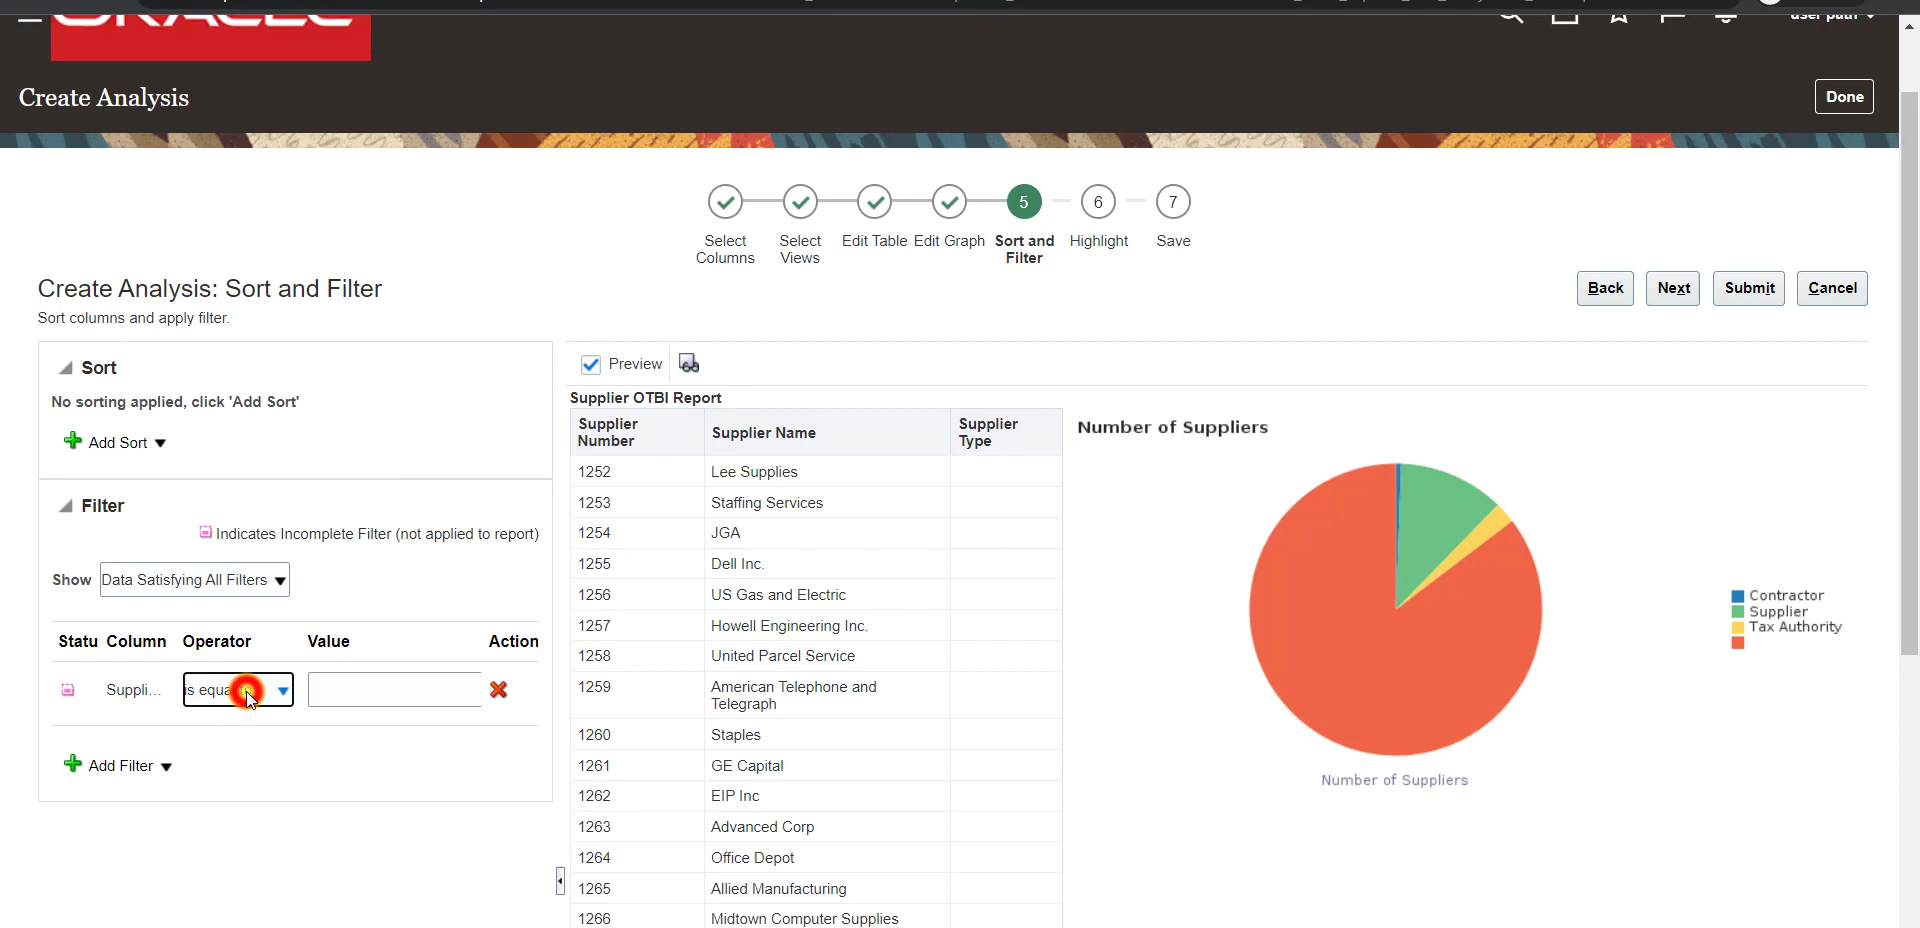 ORACLE
user path
Create Analysis
Done
5
6
7
Select
Columns
Select
Views
Edit Table
Edit Graph
Sort and
Filter
Highlight
Save
Create Analysis: Sort and Filter
Back
Next
Submit
Cancel
Sort columns and apply filter.
Sort
No sorting applied, click 'Add Sort'
Add Sort
Filter
Indicates Incomplete Filter (not applied to report)
Show
Data Satisfying All Filters
Statu
Column
Operator
Value
Action
Suppli...
is equa
Add Filter
Preview
Supplier OTBI Report
Supplier
Number
Supplier Name
Supplier
Type
1252 Lee Supplies
1253 Staffing Services
1254 JGA
1255 Dell Inc.
1256 US Gas and Electric
1257 Howell Engineering Inc.
1258 United Parcel Service
1259 American Telephone and
Telegraph
1260 Staples
1261 GE Capital
1262 EIP Inc
1263 Advanced Corp
1264 Office Depot
1265 Allied Manufacturing
1266 Midtown Computer Supplies
Number of Suppliers
Contractor
Supplier
Tax Authority
Number of Suppliers